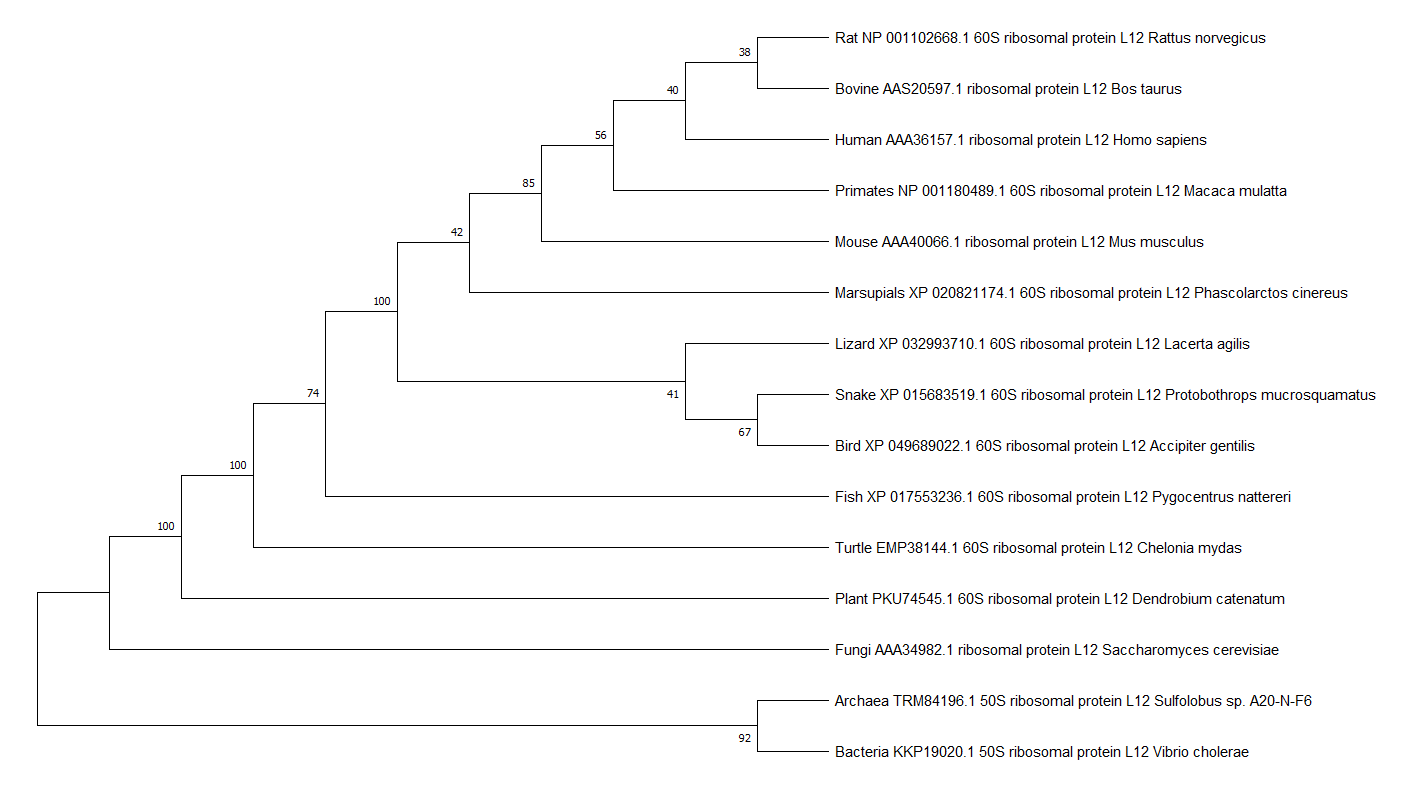 Rat NP 001102668.1 60S ribosomal protein L12 Rattus norvegicus
38
Bovine AAS20597.1 ribosomal protein L12 Bos taurus
40
Human AAA36157.1 ribosomal protein L12 Homo sapiens
56
Primates NP 001180489.1 60S ribosomal protein L12 Macaca mulatta
85
Mouse AAA40066.1 ribosomal protein L12 Mus musculus
42
Marsupials XP 020821174.1 60S ribosomal protein L12 Phascolarctos cinereus
100
Lizard XP 032993710.1 60S ribosomal protein L12 Lacerta agilis
74
41
Snake XP 015683519.1 60S ribosomal protein L12 Protobothrops mucrosquamatus
67
Bird XP 049689022.1 60S ribosomal protein L12 Accipiter gentilis
100
Fish XP 017553236.1 60S ribosomal protein L12 Pygocentrus nattereri
100
Turtle EMP38144.1 60S ribosomal protein L12 Chelonia mydas
Plant PKU74545.1 60S ribosomal protein L12 Dendrobium catenatum
Fungi AAA34982.1 ribosomal protein L12 Saccharomyces cerevisiae
Archaea TRM84196.1 50S ribosomal protein L12 Sulfolobus sp. A20-N-F6
92
Bacteria KKP19020.1 50S ribosomal protein L12 Vibrio cholerae